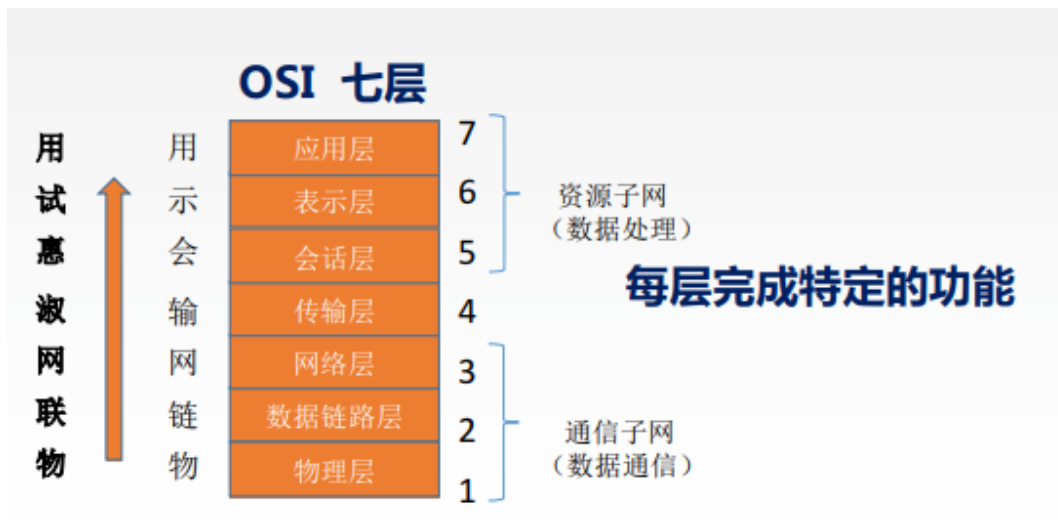 OSI 七层
用 用 应用层 7
试 示 表示层 6
资源子网
（数据处理）
惠 会 会话层 5
每层完成特定的功能
淑 输 传输层 4
网 网 网络层 3
联 链 数据链路层 2
通信子网
（数据通信）
物 物 物理层 1